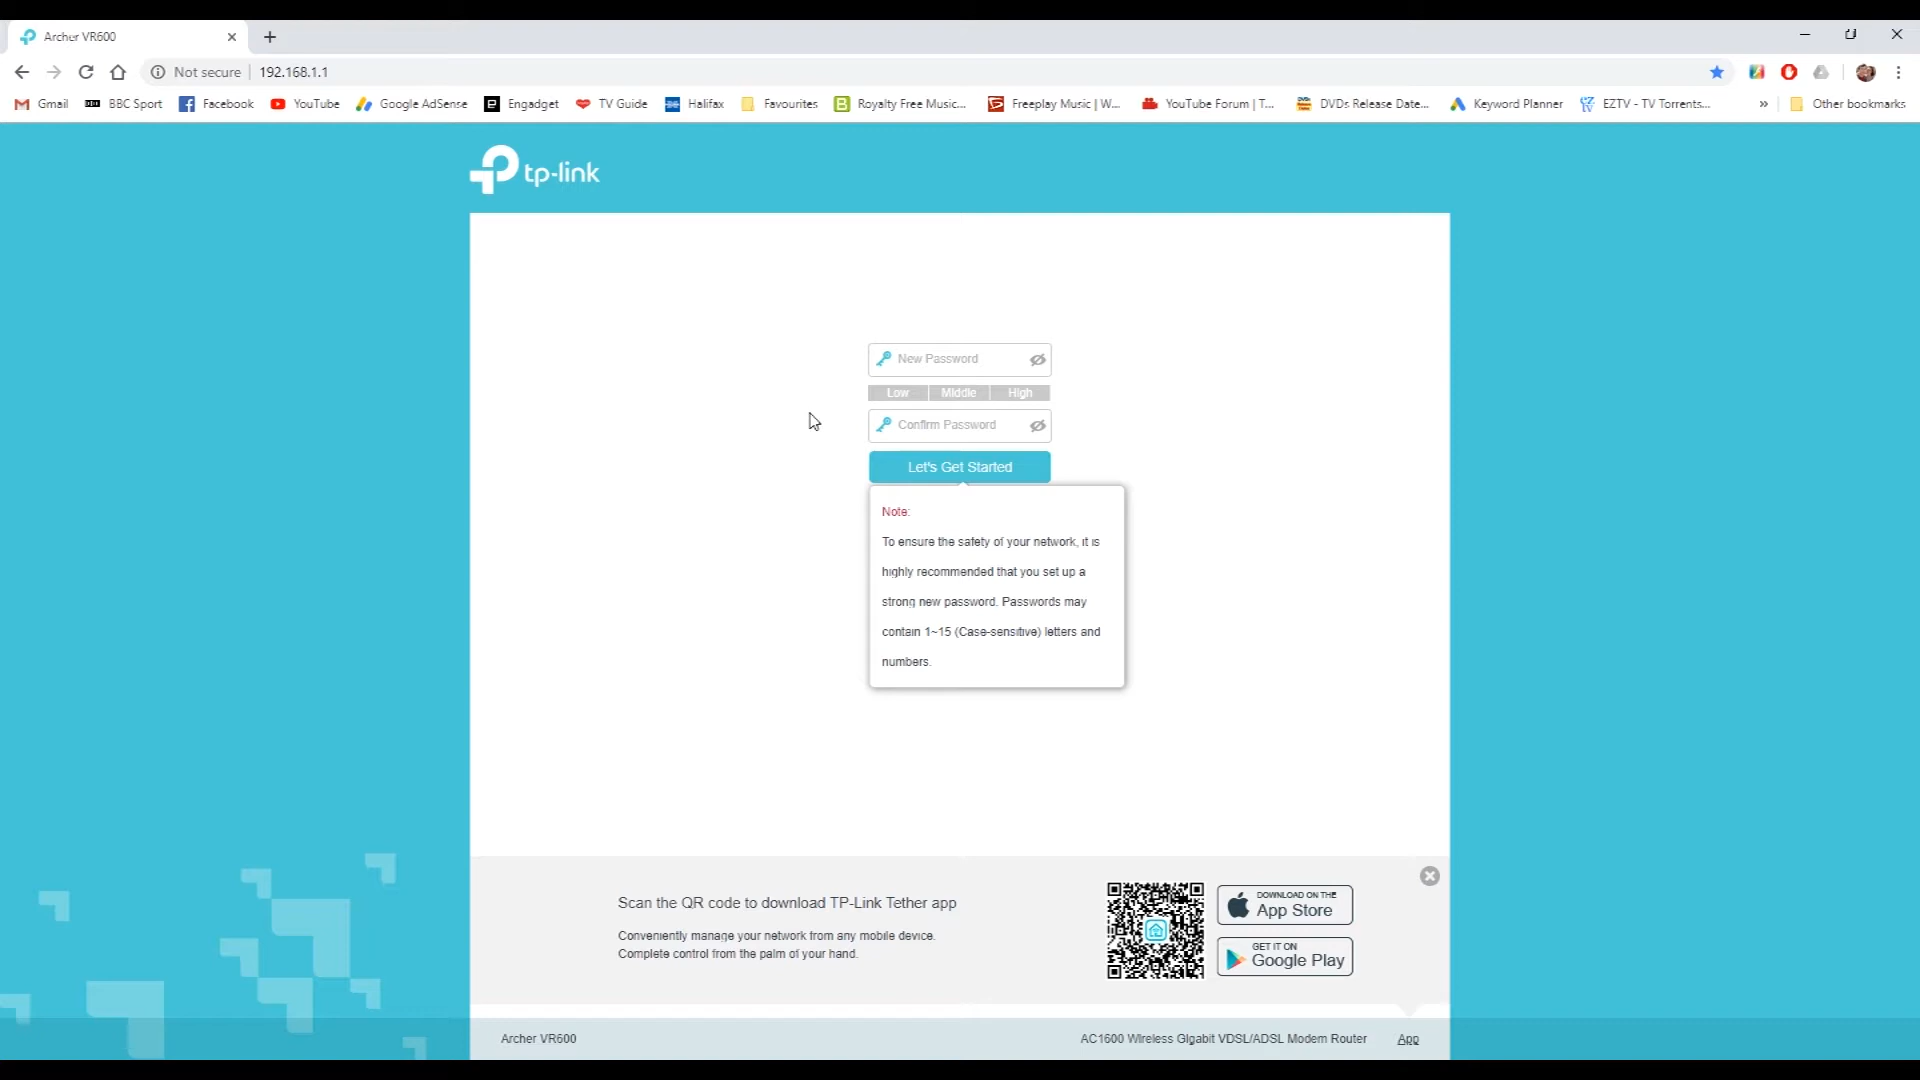 Archer VR600
Not secure 192.168.1.1
Gmail BBC Sport Facebook YouTube Google AdSense Engadget TV Guide Halifax Favourites Royalty Free Music... Freeplay Music | W... YouTube Forum | T... DVDs Release Date... Keyword Planner EZTV - TV Torrents... » Other bookmarks
tp-link
New Password
Low Middle High
Confirm Password
Let's Get Started
Note:
To ensure the safety of your network, it is
highly recommended that you set up a
strong new password. Passwords may
contain 1~15 (Case-sensitive) letters and
numbers.
Scan the QR code to download TP-Link Tether app
Conveniently manage your network from any mobile device.
Complete control from the palm of your hand.
DOWNLOAD ON THE
App Store
GET IT ON
Google Play
Archer VR600 AC1600 Wireless Gigabit VDSL/ADSL Modem Router App